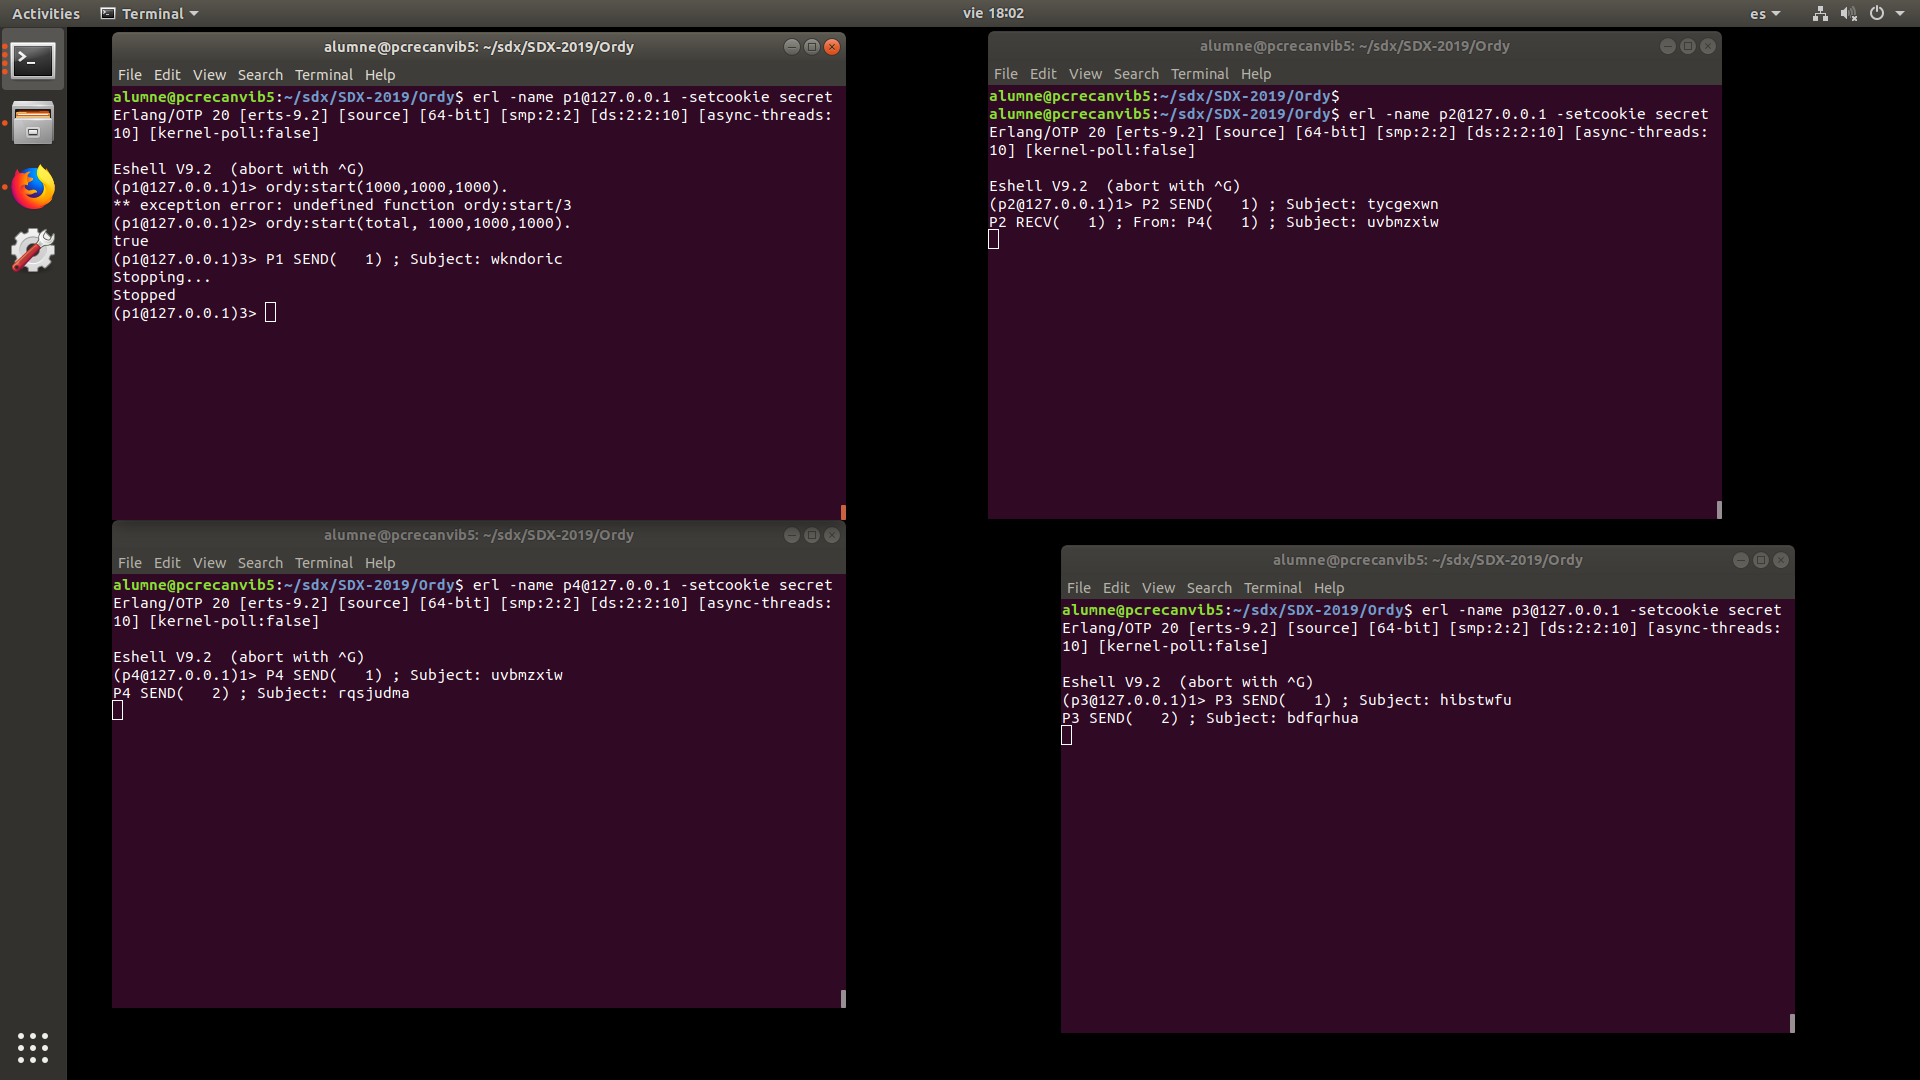 Activities
Terminal
vie 18:02
es
alumne@pcrecanvib5: ~/sdx/SDX-2019/Ordy
File Edit View Search Terminal Help
alumne@pcrecanvib5:~/sdx/SDX-2019/Ordy$ erl -name p1@127.0.0.1 -setcookie secret
Erlang/OTP 20 [erts-9.2] [source] [64-bit] [smp:2:2] [ds:2:2:10] [async-threads:
10] [kernel-poll:false]
Eshell V9.2  (abort with ^G)
(p1@127.0.0.1)1> ordy:start(1000,1000,1000).
** exception error: undefined function ordy:start/3
(p1@127.0.0.1)2> ordy:start(total, 1000,1000,1000).
true
(p1@127.0.0.1)3> P1 SEND(   1) ; Subject: wkndoric
Stopping...
Stopped
(p1@127.0.0.1)3>
alumne@pcrecanvib5: ~/sdx/SDX-2019/Ordy
File Edit View Search Terminal Help
alumne@pcrecanvib5:~/sdx/SDX-2019/Ordy$
alumne@pcrecanvib5:~/sdx/SDX-2019/Ordy$ erl -name p2@127.0.0.1 -setcookie secret
Erlang/OTP 20 [erts-9.2] [source] [64-bit] [smp:2:2] [ds:2:2:10] [async-threads:
10] [kernel-poll:false]
Eshell V9.2  (abort with ^G)
(p2@127.0.0.1)1> P2 SEND(   1) ; Subject: tycgexwn
P2 RECV(   1) ; From: P4(   1) ; Subject: uvbmzxiw
alumne@pcrecanvib5: ~/sdx/SDX-2019/Ordy
File Edit View Search Terminal Help
alumne@pcrecanvib5:~/sdx/SDX-2019/Ordy$ erl -name p4@127.0.0.1 -setcookie secret
Erlang/OTP 20 [erts-9.2] [source] [64-bit] [smp:2:2] [ds:2:2:10] [async-threads:
10] [kernel-poll:false]
Eshell V9.2  (abort with ^G)
(p4@127.0.0.1)1> P4 SEND(   1) ; Subject: uvbmzxiw
P4 SEND(   2) ; Subject: rqsjudma
alumne@pcrecanvib5: ~/sdx/SDX-2019/Ordy
File Edit View Search Terminal Help
alumne@pcrecanvib5:~/sdx/SDX-2019/Ordy$ erl -name p3@127.0.0.1 -setcookie secret
Erlang/OTP 20 [erts-9.2] [source] [64-bit] [smp:2:2] [ds:2:2:10] [async-threads:
10] [kernel-poll:false]
Eshell V9.2  (abort with ^G)
(p3@127.0.0.1)1> P3 SEND(   1) ; Subject: hibstwfu
P3 SEND(   2) ; Subject: bdfqrhua